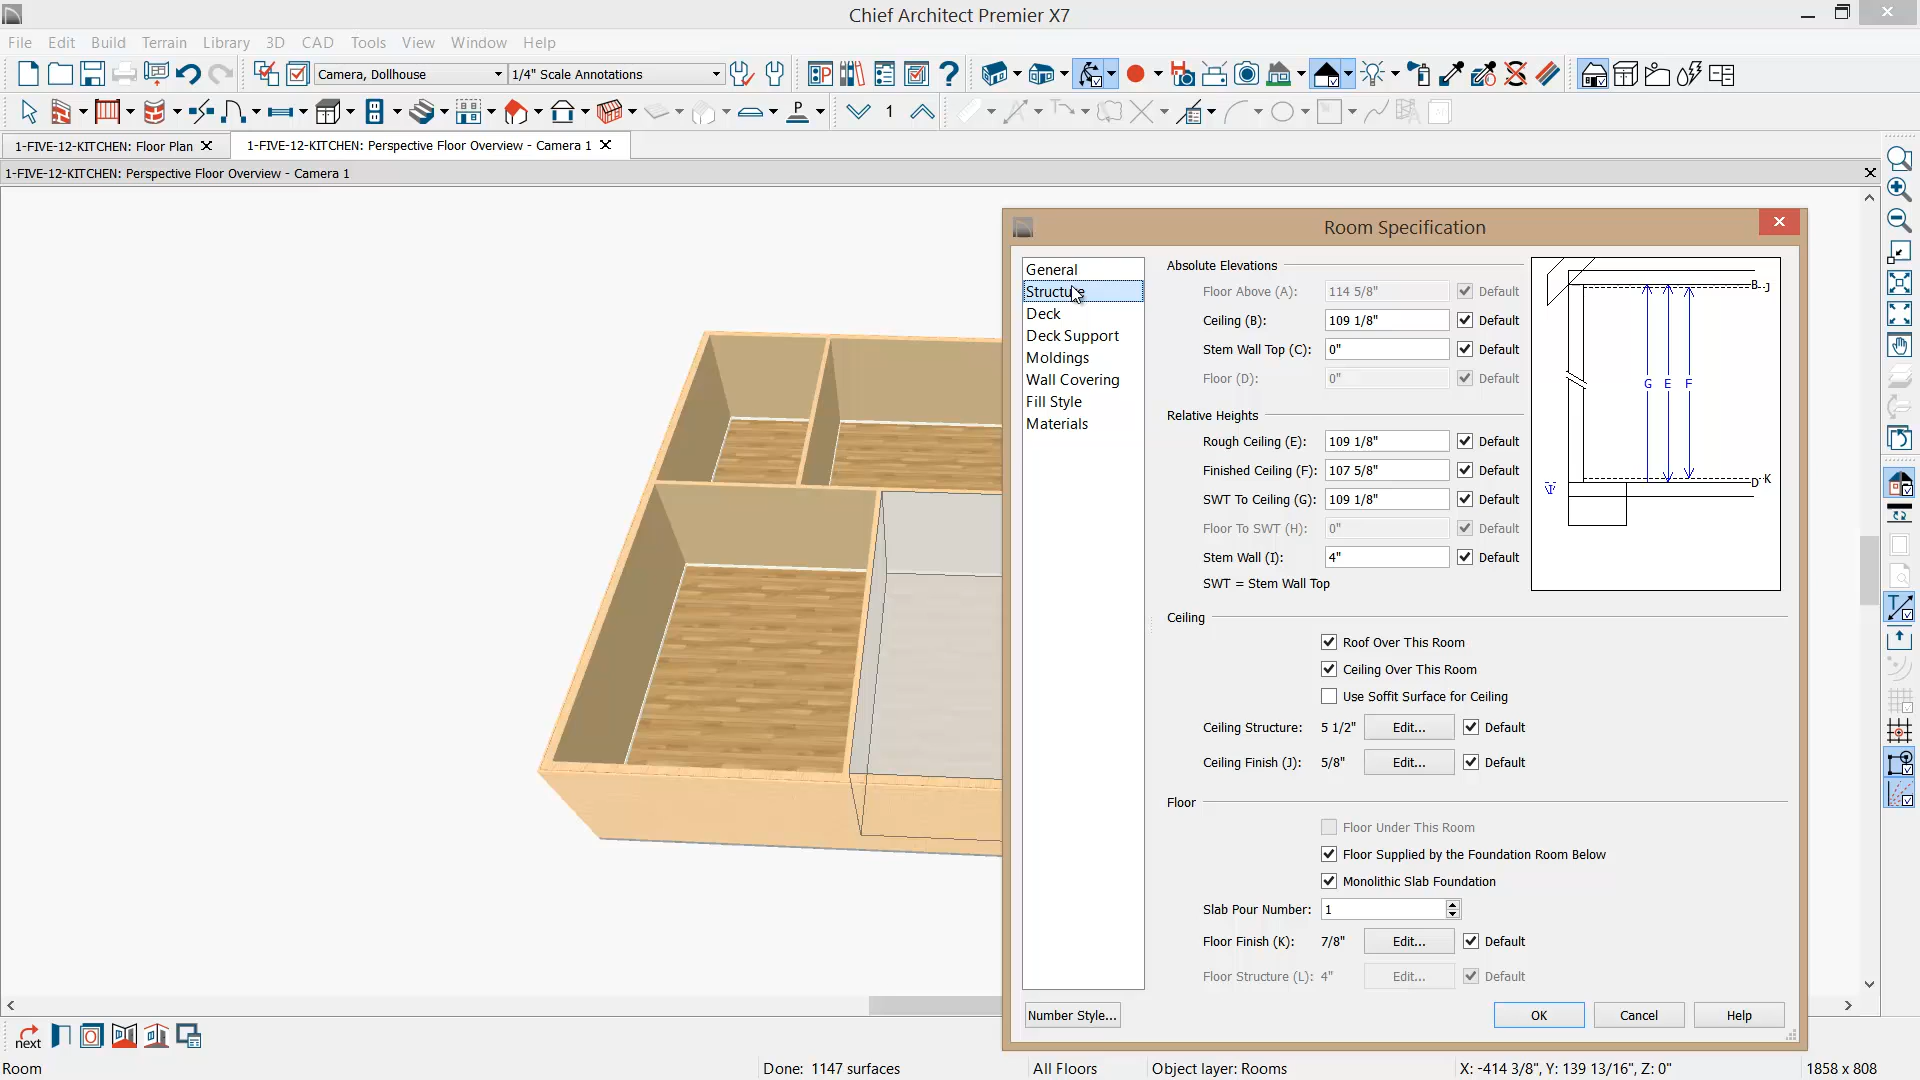 Chief Architect Premier X7
File Edit Build Terrain Library 3D CAD Tools View Window Help
Camera, Dollhouse 1/4" Scale Annotations
1
1-FIVE-12-KITCHEN: Floor Plan 1-FIVE-12-KITCHEN: Perspective Floor Overview - Camera 1
1-FIVE-12-KITCHEN: Perspective Floor Overview - Camera 1
Room Specification
General
Structure
Deck
Deck Support
Moldings
Wall Covering
Fill Style
Materials
Absolute Elevations
Floor Above (A): 114 5/8" Default
Ceiling (B): 109 1/8" Default
Stem Wall Top (C): 0" Default
Floor (D): 0" Default
Relative Heights
Rough Ceiling (E): 109 1/8" Default
Finished Ceiling (F): 107 5/8" Default
SWT To Ceiling (G): 109 1/8" Default
Floor To SWT (H): 0" Default
Stem Wall (I): 4" Default
SWT = Stem Wall Top
B J
G E F
D K
I
Ceiling
Roof Over This Room
Ceiling Over This Room
Use Soffit Surface for Ceiling
Ceiling Structure: 5 1/2" Edit... Default
Ceiling Finish (J): 5/8" Edit... Default
Floor
Floor Under This Room
Floor Supplied by the Foundation Room Below
Monolithic Slab Foundation
Slab Pour Number: 1
Floor Finish (K): 7/8" Edit... Default
Floor Structure (L): 4" Edit... Default
Number Style... OK Cancel Help
next
Room Done: 1147 surfaces All Floors Object layer: Rooms X: -414 3/8", Y: 139 13/16", Z: 0" 1858 x 808